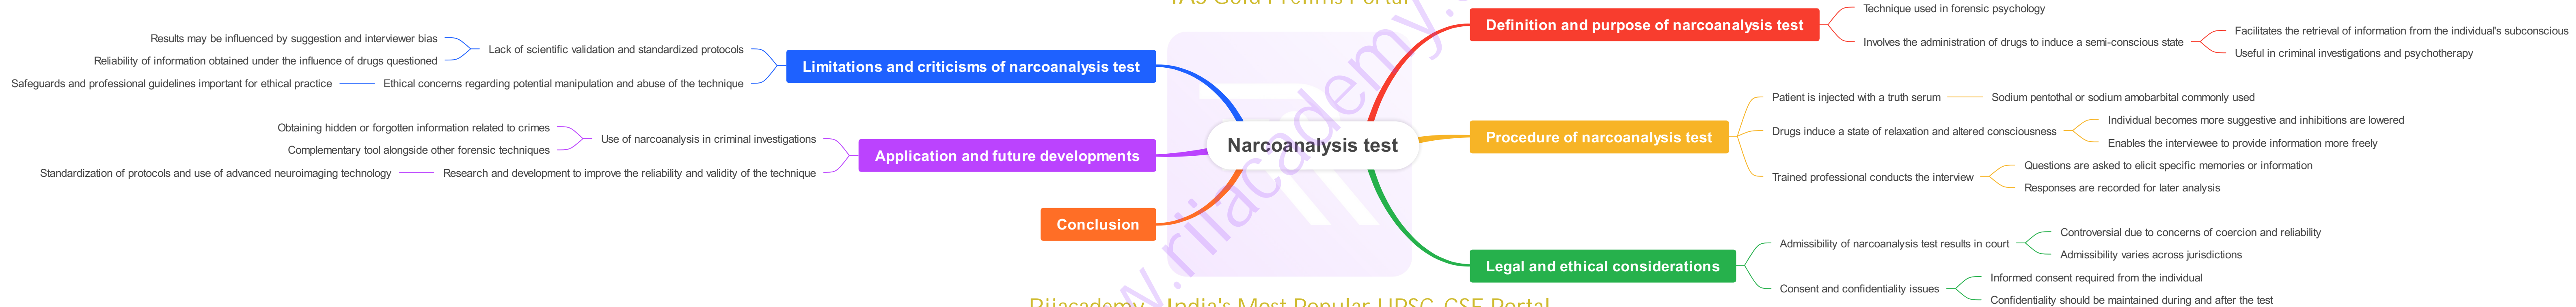 IAS Gold Prelims Portal
Narcoanalysis test
Definition and purpose of narcoanalysis test
Technique used in forensic psychology
Involves the administration of drugs to induce a semi-conscious state
Facilitates the retrieval of information from the individual's subconscious
Useful in criminal investigations and psychotherapy
Procedure of narcoanalysis test
Patient is injected with a truth serum
Sodium pentothal or sodium amobarbital commonly used
Drugs induce a state of relaxation and altered consciousness
Individual becomes more suggestive and inhibitions are lowered
Enables the interviewee to provide information more freely
Trained professional conducts the interview
Questions are asked to elicit specific memories or information
Responses are recorded for later analysis
Legal and ethical considerations
Admissibility of narcoanalysis test results in court
Controversial due to concerns of coercion and reliability
Admissibility varies across jurisdictions
Consent and confidentiality issues
Informed consent required from the individual
Confidentiality should be maintained during and after the test
Limitations and criticisms of narcoanalysis test
Lack of scientific validation and standardized protocols
Results may be influenced by suggestion and interviewer bias
Reliability of information obtained under the influence of drugs questioned
Ethical concerns regarding potential manipulation and abuse of the technique
Safeguards and professional guidelines important for ethical practice
Application and future developments
Use of narcoanalysis in criminal investigations
Obtaining hidden or forgotten information related to crimes
Complementary tool alongside other forensic techniques
Research and development to improve the reliability and validity of the technique
Standardization of protocols and use of advanced neuroimaging technology
Conclusion
w.rijiacademy.
Rijiacademy - India's Most Popular UPSC-CSE Portal